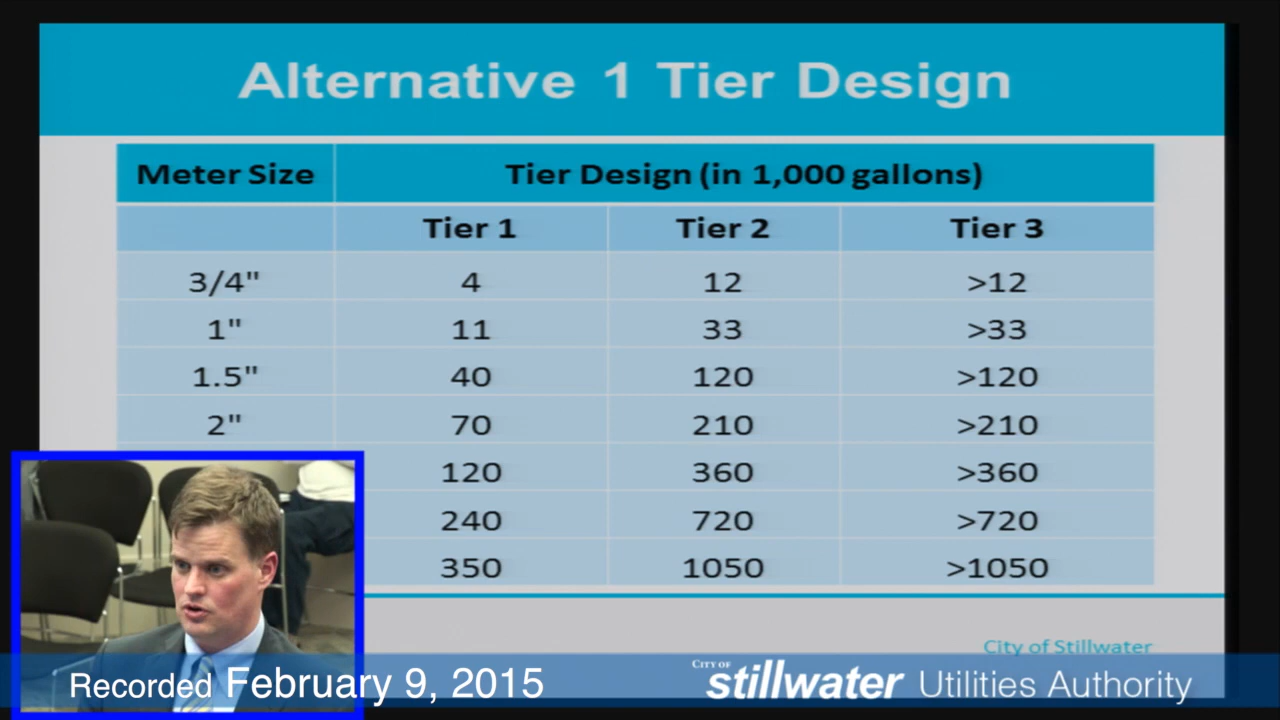 Alternative 1 Tier Design
Meter Size Tier Design (in 1,000 gallons)
Tier 1 Tier 2 Tier 3
3/4" 4 12 >12
1" 11 33 >33
1.5" 40 120 >120
2" 70 210 >210
120 360 >360
240 720 >720
350 1050 >1050
City of Stillwater
Recorded February 9, 2015
CITY OF stillwater Utilities Authority